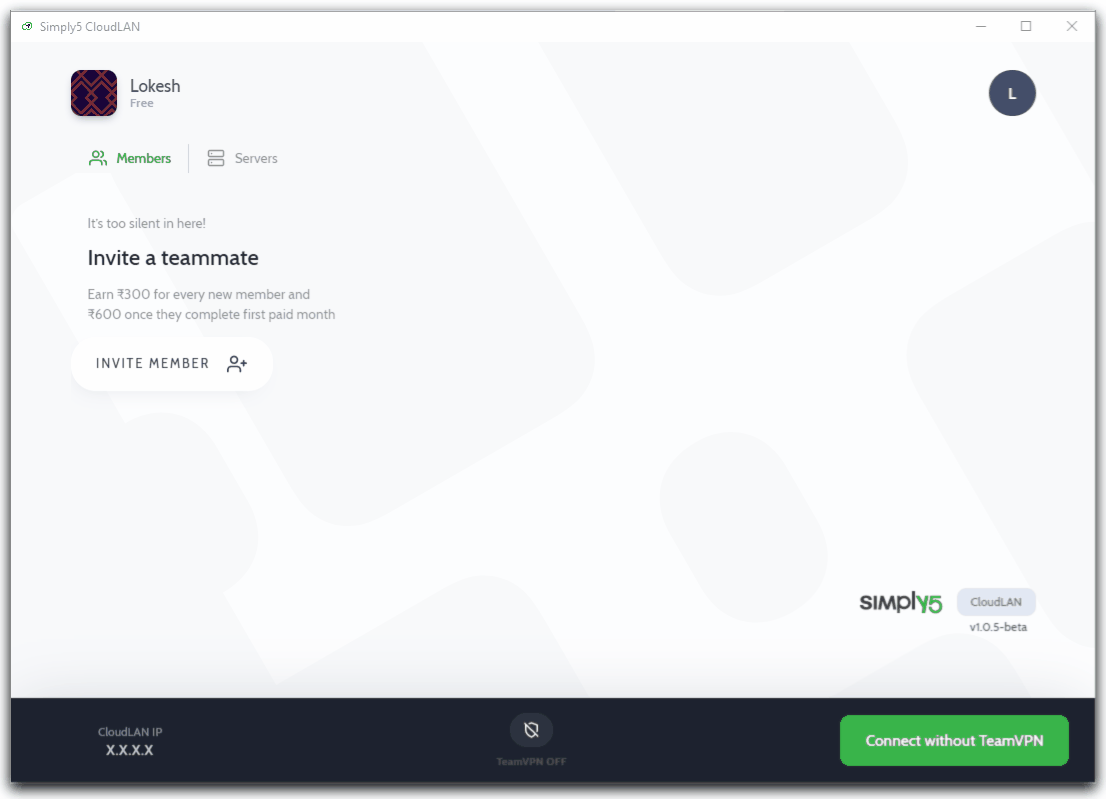 Simply5 CloudLAN
Lokesh
Free
L
Members
Servers
It's too silent in here!
Invite a teammate
Earn ₹300 for every new member and
₹600 once they complete first paid month
INVITE MEMBER
simply5
CloudLAN
v1.0.5-beta
CloudLAN IP
X.X.X.X
TeamVPN OFF
Connect without TeamVPN